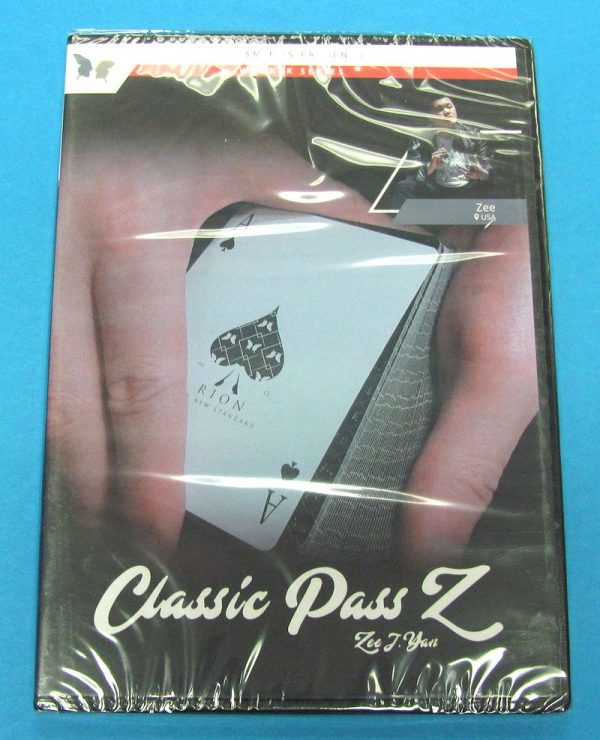 Zee
USA
A
RION
NEW STANDARD
A
Classic Pass Z
Zee J. Yan